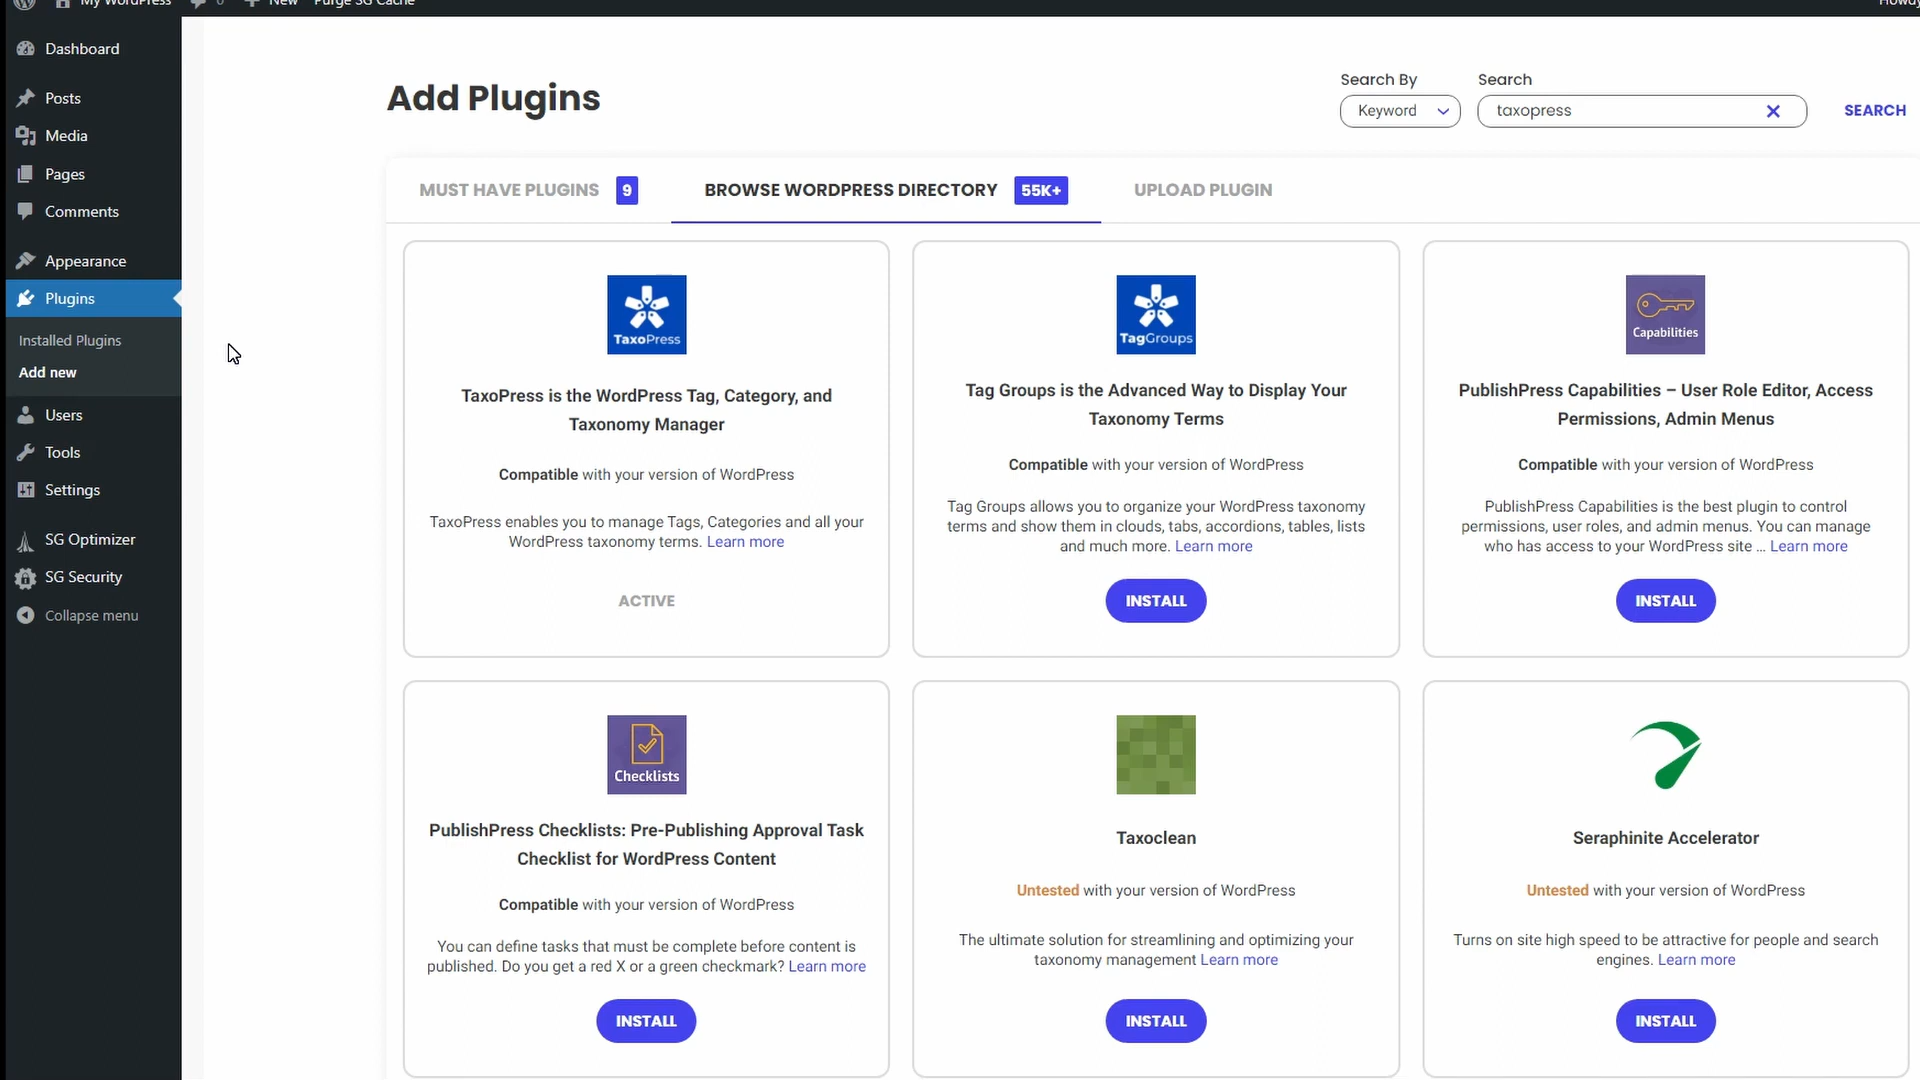 My WordPress 0 New Purge SG Cache
Dashboard
Posts
Media
Pages
Comments
Appearance
Plugins
Installed Plugins
Add new
Users
Tools
Settings
SG Optimizer
SG Security
Collapse menu
Add Plugins
Search By
Keyword
Search
taxopress
SEARCH
MUST HAVE PLUGINS 9
BROWSE WORDPRESS DIRECTORY 55K+
UPLOAD PLUGIN
TaxoPress
TaxoPress is the WordPress Tag, Category, and
Taxonomy Manager
Compatible with your version of WordPress
TaxoPress enables you to manage Tags, Categories and all your
WordPress taxonomy terms. Learn more
ACTIVE
TagGroups
Tag Groups is the Advanced Way to Display Your
Taxonomy Terms
Compatible with your version of WordPress
Tag Groups allows you to organize your WordPress taxonomy
terms and show them in clouds, tabs, accordions, tables, lists
and much more. Learn more
INSTALL
Capabilities
PublishPress Capabilities – User Role Editor, Access
Permissions, Admin Menus
Compatible with your version of WordPress
PublishPress Capabilities is the best plugin to control
permissions, user roles, and admin menus. You can manage
who has access to your WordPress site ... Learn more
INSTALL
Checklists
PublishPress Checklists: Pre-Publishing Approval Task
Checklist for WordPress Content
Compatible with your version of WordPress
You can define tasks that must be complete before content is
published. Do you get a red X or a green checkmark? Learn more
INSTALL
Taxoclean
Untested with your version of WordPress
The ultimate solution for streamlining and optimizing your
taxonomy management Learn more
INSTALL
Seraphinite Accelerator
Untested with your version of WordPress
Turns on site high speed to be attractive for people and search
engines. Learn more
INSTALL